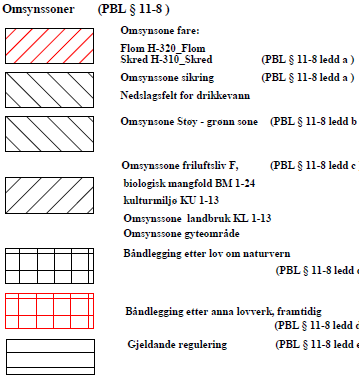 Omsynssoner (PBL § 11-8 )
Omsynsone fare:
Flom H-320_Flom
Skred H-310_Skred (PBL § 11-8 ledd a )
Omsynssone sikring (PBL § 11-8 ledd a )
Nedslagsfelt for drikkevann
Omsynsone Støy - grønn sone (PBL § 11-8 ledd b
Omsynssone friluftsliv F, (PBL § 11-8 ledd c
biologisk mangfold BM 1-24
kulturmiljø KU 1-13
Omsynssone landbruk KL 1-13
Omsynssone gyteområde
Båndlegging etter lov om naturvern
(PBL § 11-8 ledd d
Båndlegging etter anna lovverk, framtidig
(PBL § 11-8 ledd d
Gjeldande regulering (PBL § 11-8 ledd e